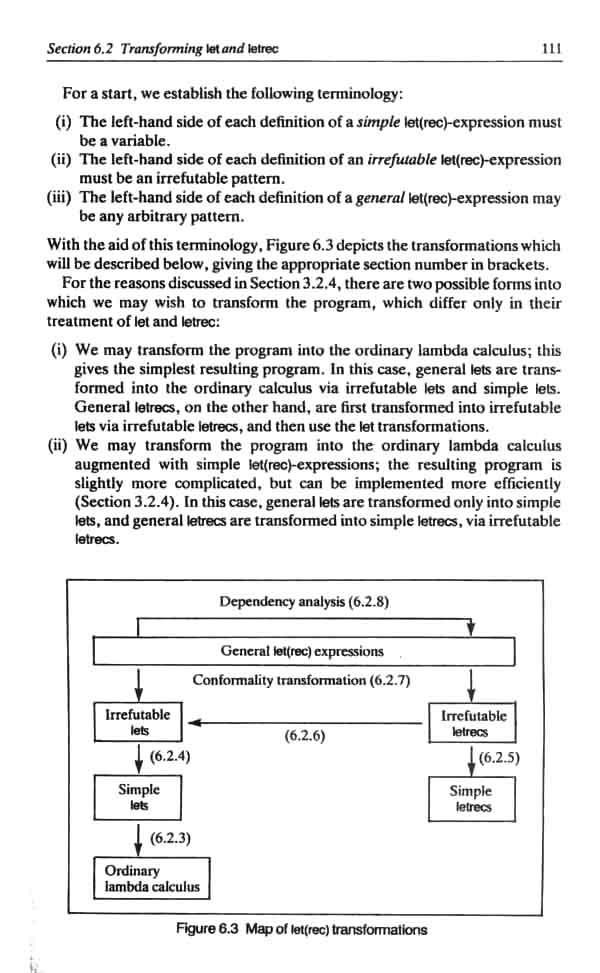 Section 6.2 Transforming let and letrec 111
For a start, we establish the following terminology:
(i) The left-hand side of each definition of a simple let(rec)-expression must
be a variable.
(ii) The left-hand side of each definition of an irrefutable let(rec)-expression
must be an irrefutable pattern.
(iii) The left-hand side of each definition of a general let(rec)-expression may
be any arbitrary pattern.
With the aid of this terminology, Figure 6.3 depicts the transformations which
will be described below, giving the appropriate section number in brackets.
For the reasons discussed in Section 3.2.4, there are two possible forms into
which we may wish to transform the program, which differ only in their
treatment of let and letrec:
(i) We may transform the program into the ordinary lambda calculus; this
gives the simplest resulting program. In this case, general lets are trans-
formed into the ordinary calculus via irrefutable lets and simple lets.
General letrecs, on the other hand, are first transformed into irrefutable
lets via irrefutable letrecs, and then use the let transformations.
(ii) We may transform the program into the ordinary lambda calculus
augmented with simple let(rec)-expressions; the resulting program is
slightly more complicated, but can be implemented more efficiently
(Section 3.2.4). In this case, general lets are transformed only into simple
lets, and general letrecs are transformed into simple letrecs, via irrefutable
letrecs.
Dependency analysis (6.2.8)
General let(rec) expressions
Conformality transformation (6.2.7)
Irrefutable
lets
(6.2.6)
Irrefutable
letrecs
(6.2.4)
(6.2.5)
Simple
lets
Simple
letrecs
(6.2.3)
Ordinary
lambda calculus
Figure 6.3 Map of let(rec) transformations